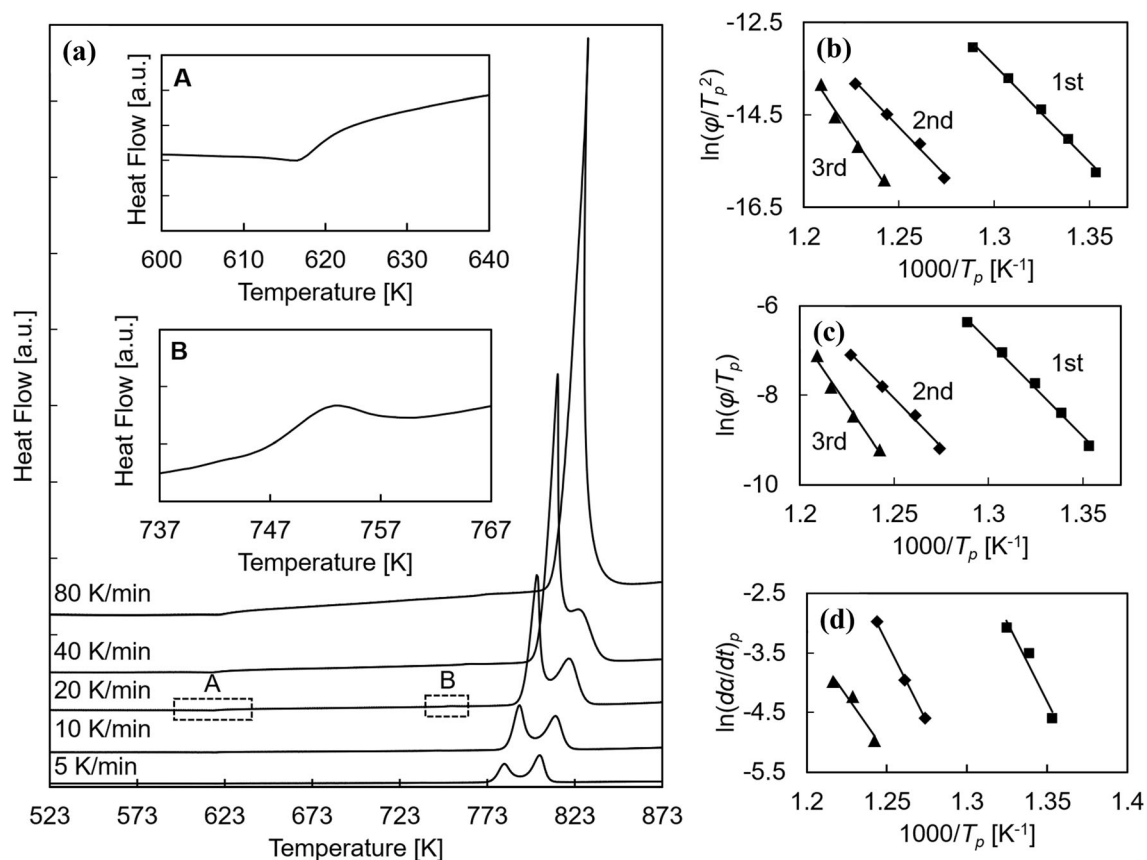 (a)
Heat Flow [a.u.]
A
Heat Flow [a.u.]
600 610 620 630 640
Temperature [K]
B
Heat Flow [a.u.]
737 747 757 767
Temperature [K]
80 K/min
40 K/min
20 K/min
10 K/min
5 K/min
A
B
523 573 623 673 723 773 823 873
Temperature [K]
(b)
ln(φ/Tp²)
-12.5
-14.5
-16.5
1st
2nd
3rd
1.2 1.25 1.3 1.35
1000/Tp [K⁻¹]
(c)
ln(φ/Tp)
-6
-8
-10
1st
2nd
3rd
1.2 1.25 1.3 1.35
1000/Tp [K⁻¹]
(d)
ln(dα/dt)p
-2.5
-3.5
-4.5
-5.5
1.2 1.25 1.3 1.35 1.4
1000/Tp [K⁻¹]